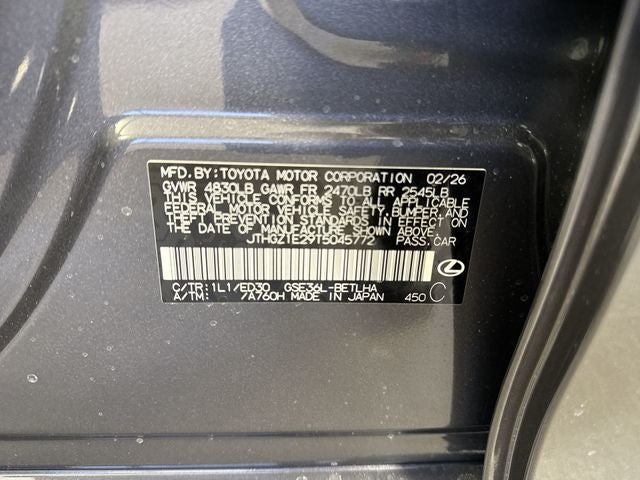 MFD. BY: TOYOTA MOTOR CORPORATION 02/26
GVWR 4830LB GAWR FR 2470LB RR 2545LB
THIS VEHICLE CONFORMS TO ALL APPLICABLE
FEDERAL MOTOR VEHICLE SAFETY, BUMPER, AND
THEFT PREVENTION STANDARDS IN EFFECT ON
THE DATE OF MANUFACTURE SHOWN ABOVE.
JTHGZ1E29T5045772 PASS. CAR
C/TR: 1L1/ED30 GSE36L-BETLHA
A/TM: /A760H MADE IN JAPAN 450 C